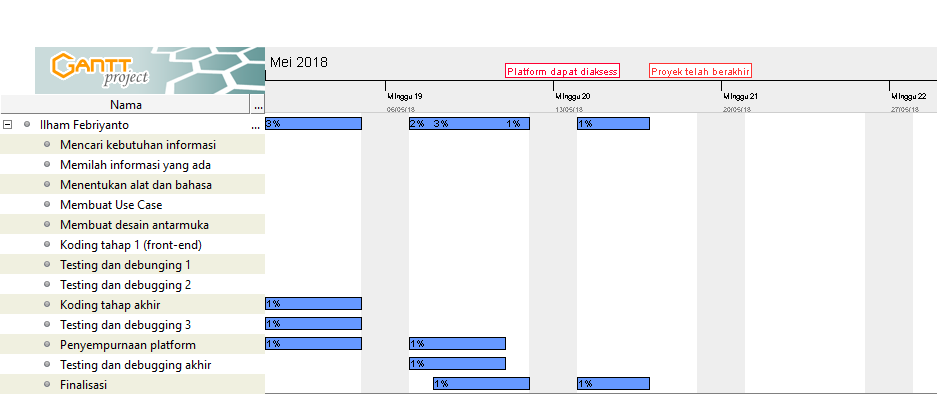 GANTT
project
Mei 2018
Platform dapat diaksess
Proyek telah berakhir
Nama ...
Minggu 19 Minggu 20 Minggu 21 Minggu 22
06/05/18 13/05/18 20/05/18 27/05/18
Ilham Febriyanto ... 3% 2% 3% 1% 1%
Mencari kebutuhan informasi
Memilah informasi yang ada
Menentukan alat dan bahasa
Membuat Use Case
Membuat desain antarmuka
Koding tahap 1 (front-end)
Testing dan debunging 1
Testing dan debugging 2
Koding tahap akhir 1%
Testing dan debugging 3 1%
Penyempurnaan platform 1% 1%
Testing dan debugging akhir 1%
Finalisasi 1% 1%